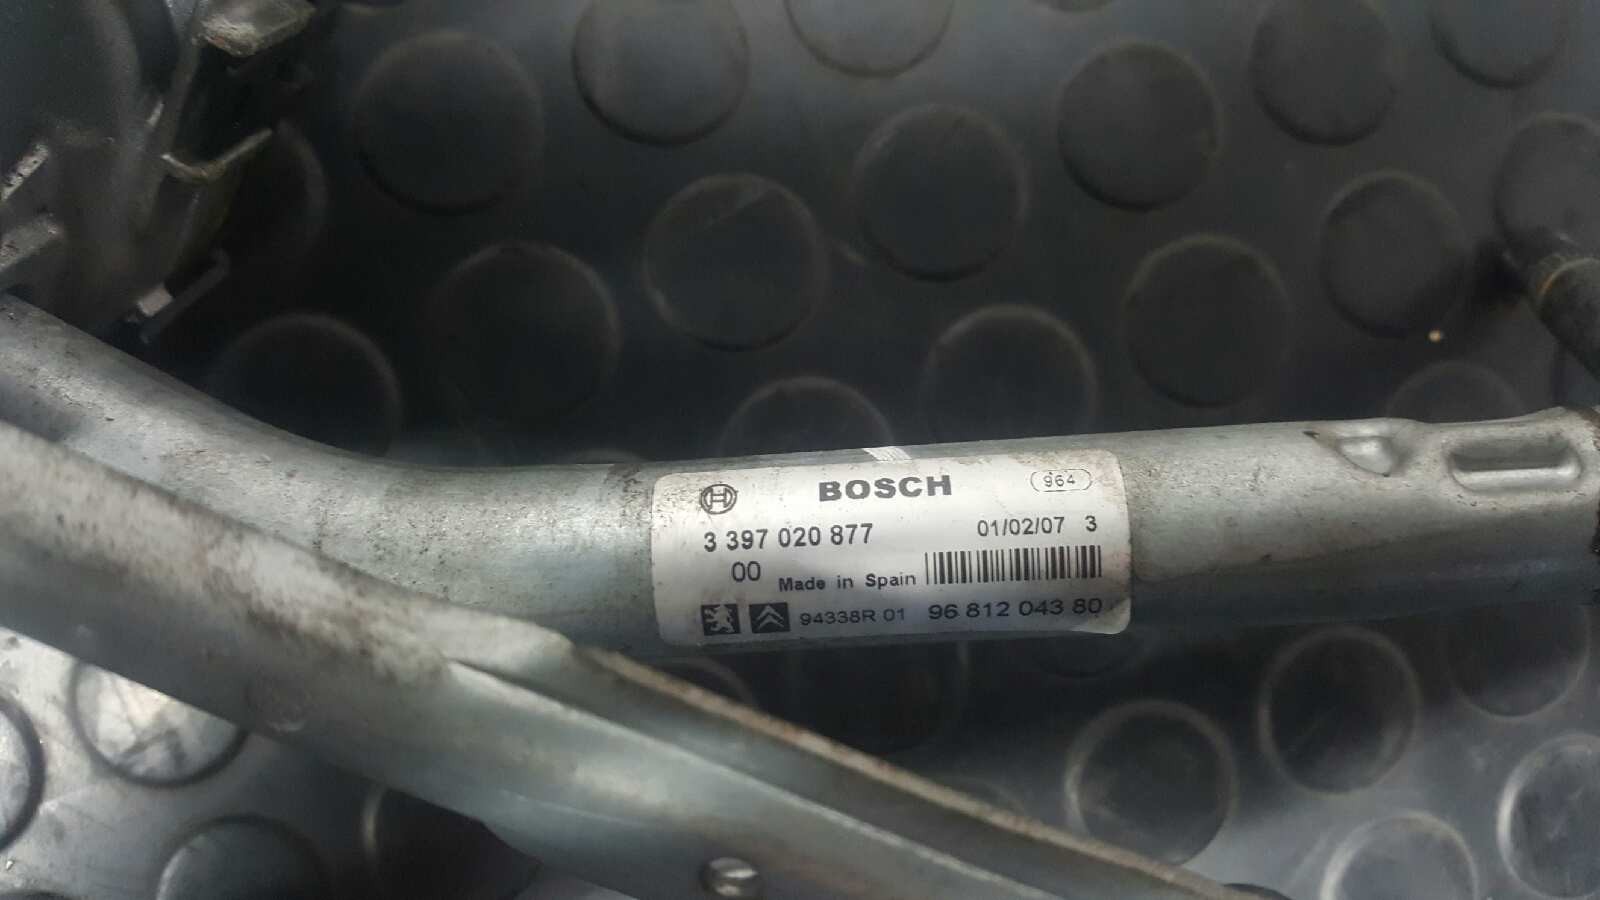 BOSCH 964
3 397 020 877 01/02/07 3
00 Made in Spain
94338R 01 96 812 043 80